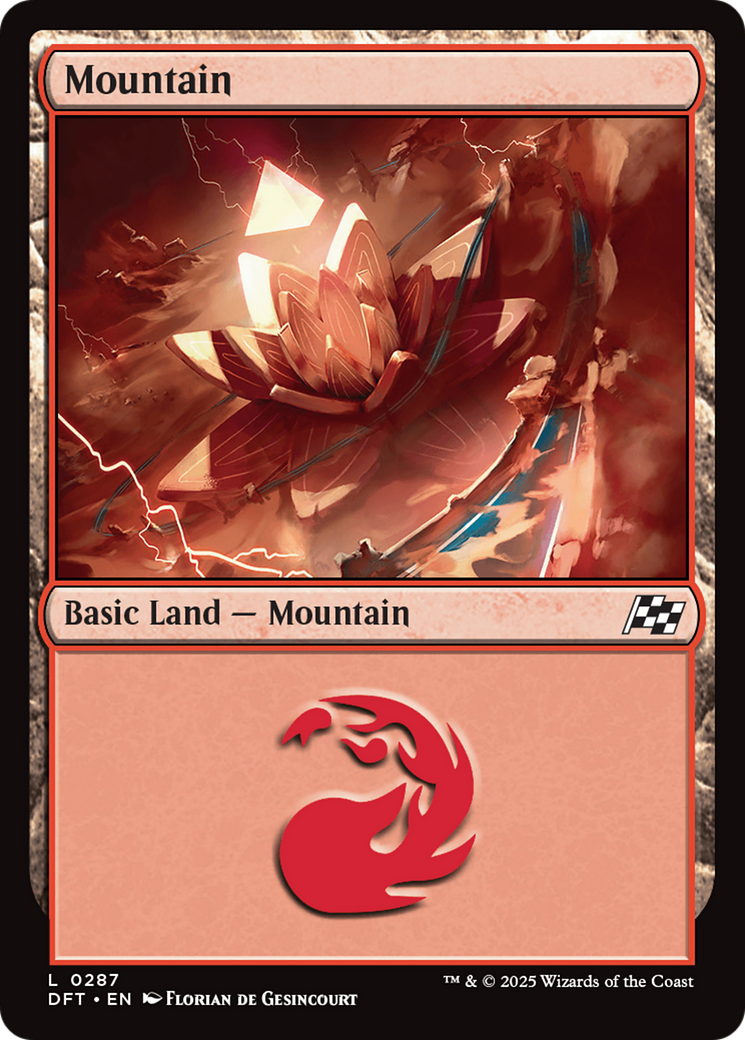 Mountain
Basic Land — Mountain
L 0287
DFT • EN Florian de Gesincourt
™ & © 2025 Wizards of the Coast